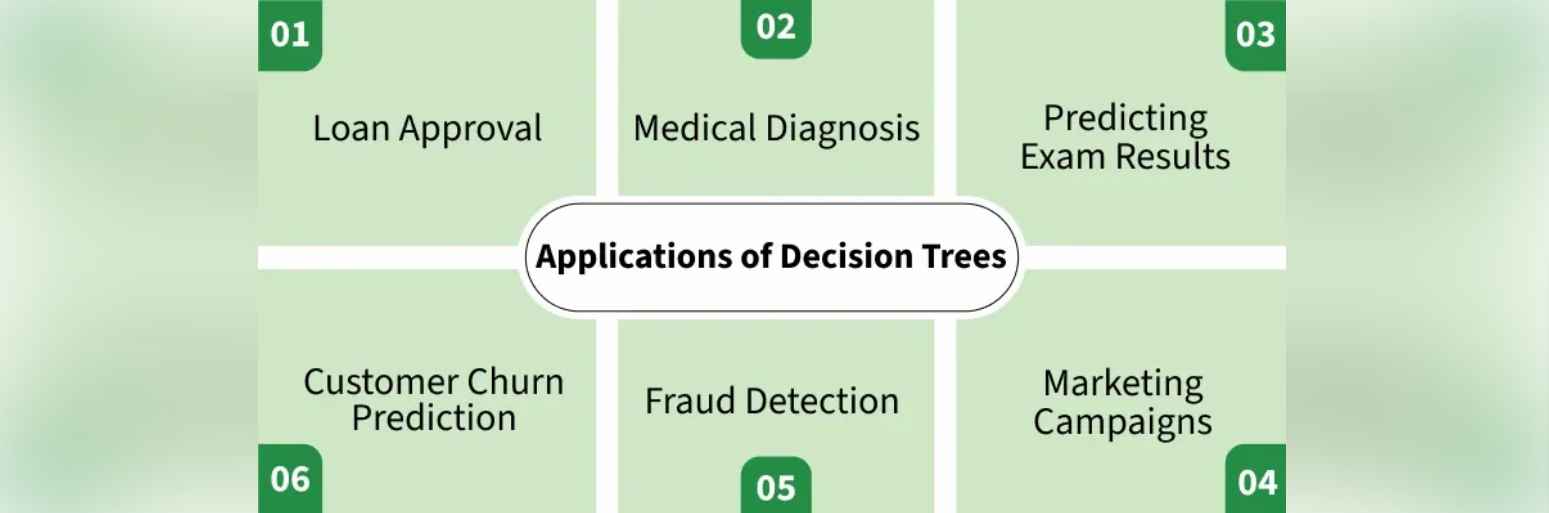 01
Loan Approval
02
Medical Diagnosis
03
Predicting
Exam Results
Applications of Decision Trees
Customer Churn
Prediction
06
Fraud Detection
05
Marketing
Campaigns
04